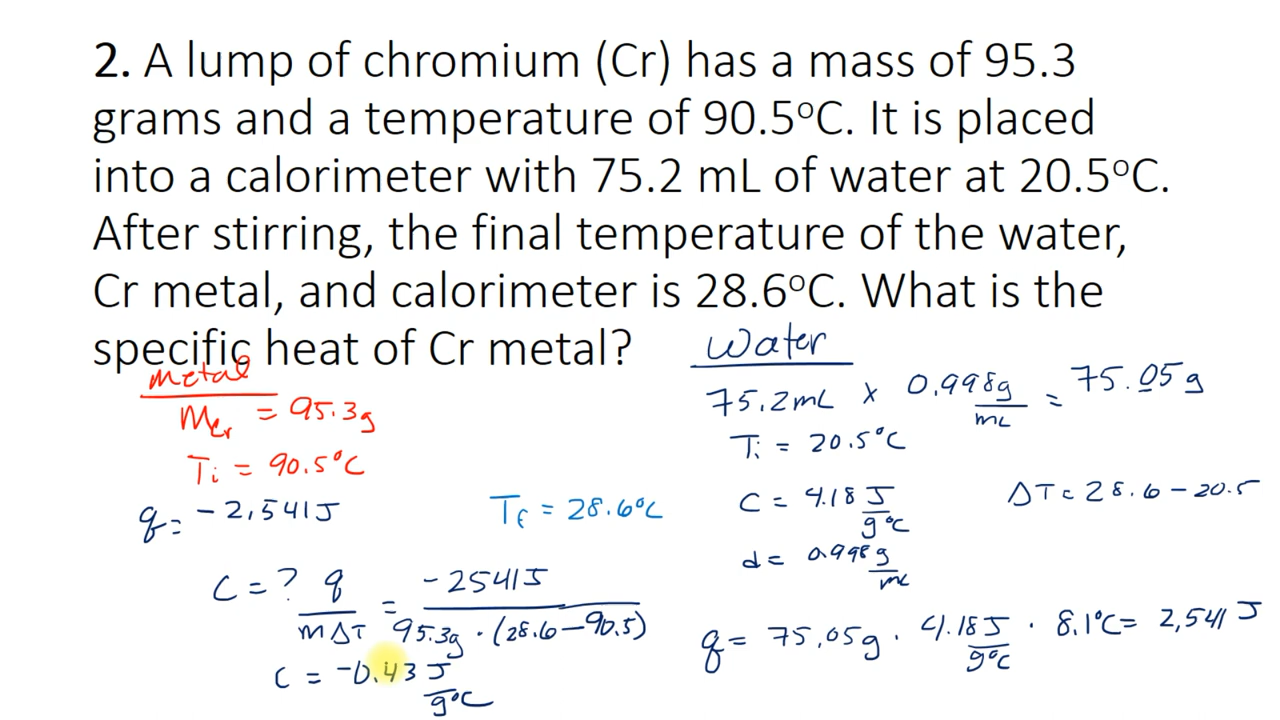 2. A lump of chromium (Cr) has a mass of 95.3
grams and a temperature of 90.5°C. It is placed
into a calorimeter with 75.2 mL of water at 20.5°C.
After stirring, the final temperature of the water,
Cr metal, and calorimeter is 28.6°C. What is the
specific heat of Cr metal?
metal
MCr = 95.3g
Ti = 90.5°C
q = -2,541J
C = ? q/mΔT = -2541J / 95.3g · (28.6-90.5)
C = -0.43 J/g°C
Tf = 28.6°C
Water
75.2mL x 0.998g/mL = 75.05g
Ti = 20.5°C
C = 4.18 J/g°C
ΔT = 28.6 - 20.5
d = 0.998g/mL
q = 75.05g · 4.18J/g°C · 8.1°C = 2,541 J